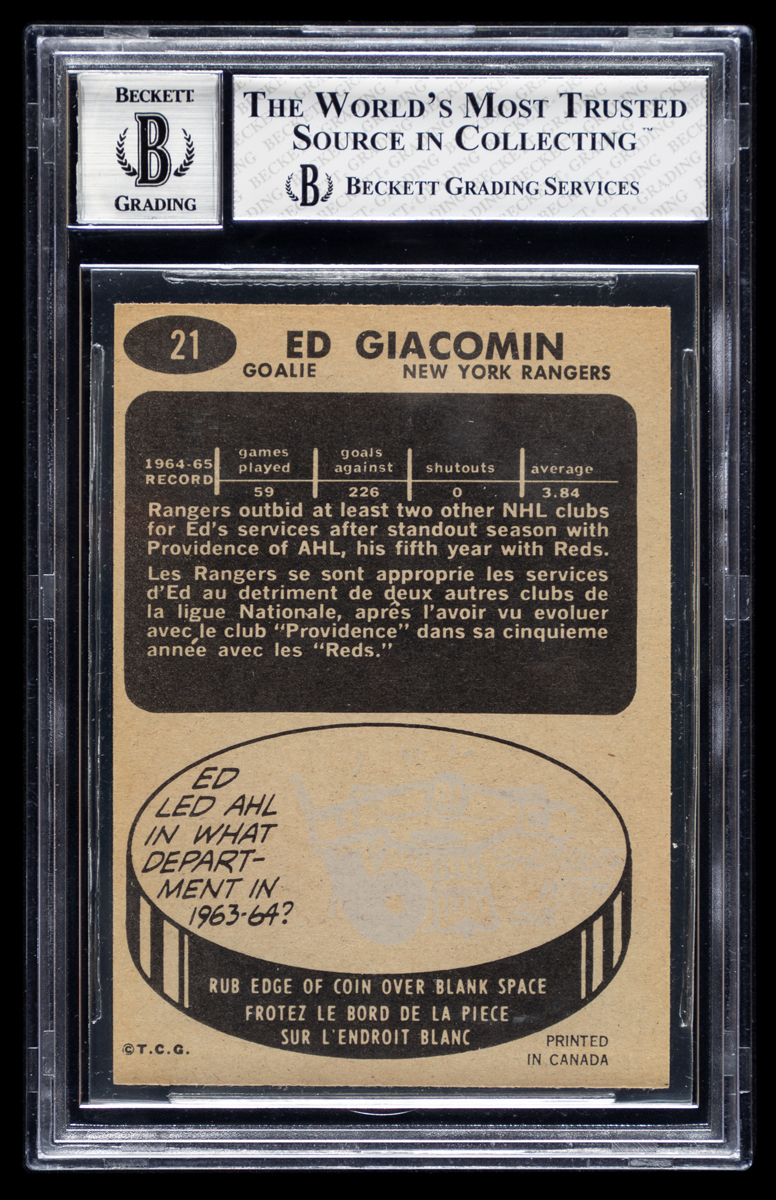 BECKETT
B
GRADING
THE WORLD'S MOST TRUSTED
SOURCE IN COLLECTING™
B BECKETT GRADING SERVICES
21 ED GIACOMIN
GOALIE NEW YORK RANGERS
1964-65 RECORD games played goals against shutouts average
59 226 0 3.84
Rangers outbid at least two other NHL clubs
for Ed's services after standout season with
Providence of AHL, his fifth year with Reds.
Les Rangers se sont approprie les services
d'Ed au detriment de deux autres clubs de
la ligue Nationale, après l'avoir vu evoluer
avec le club "Providence" dans sa cinquieme
année avec les "Reds."
ED
LED AHL
IN WHAT
DEPART-
MENT IN
1963-64?
RUB EDGE OF COIN OVER BLANK SPACE
FROTEZ LE BORD DE LA PIECE
SUR L'ENDROIT BLANC
©T.C.G.
PRINTED
IN CANADA